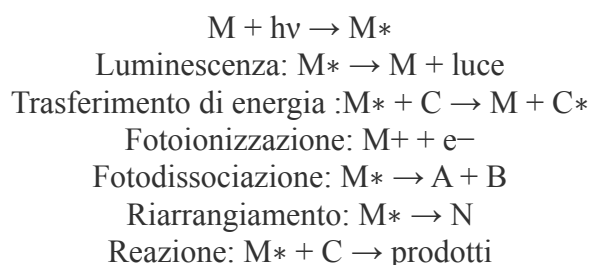 M + hν → M∗
Luminescenza: M∗ → M + luce
Trasferimento di energia :M∗ + C → M + C∗
Fotoionizzazione: M+ + e−
Fotodissociazione: M∗ → A + B
Riarrangiamento: M∗ → N
Reazione: M∗ + C → prodotti